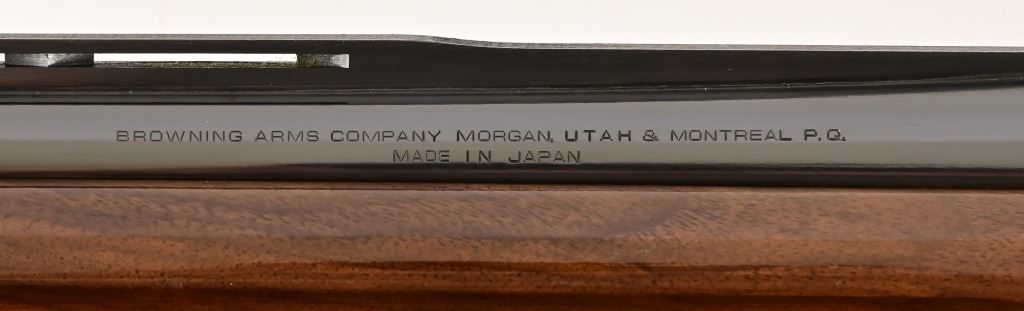 BROWNING ARMS COMPANY MORGAN, UTAH & MONTREAL P.Q.
MADE IN JAPAN